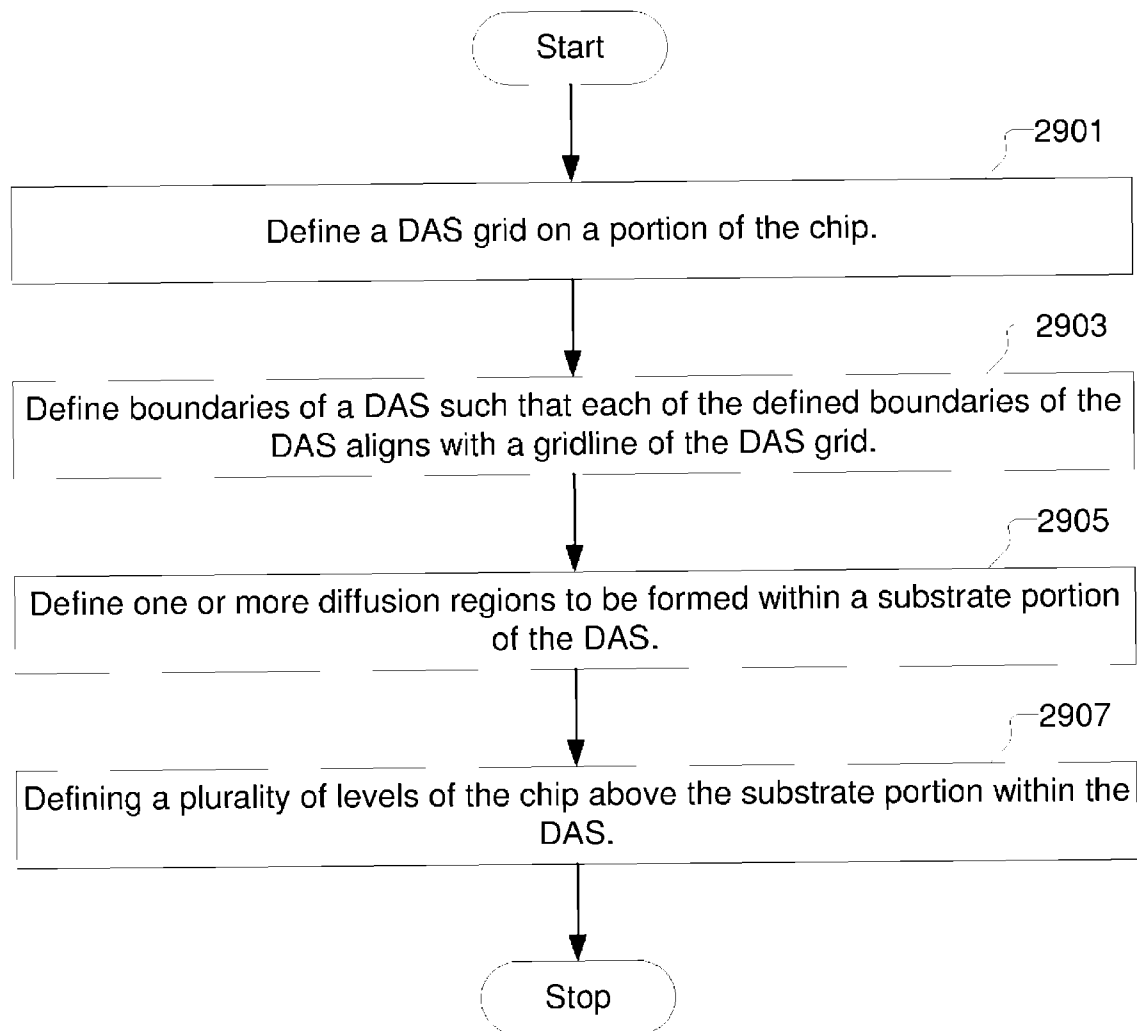 Start
2901
Define a DAS grid on a portion of the chip.
2903
Define boundaries of a DAS such that each of the defined boundaries of the
DAS aligns with a gridline of the DAS grid.
2905
Define one or more diffusion regions to be formed within a substrate portion
of the DAS.
2907
Defining a plurality of levels of the chip above the substrate portion within the
DAS.
Stop